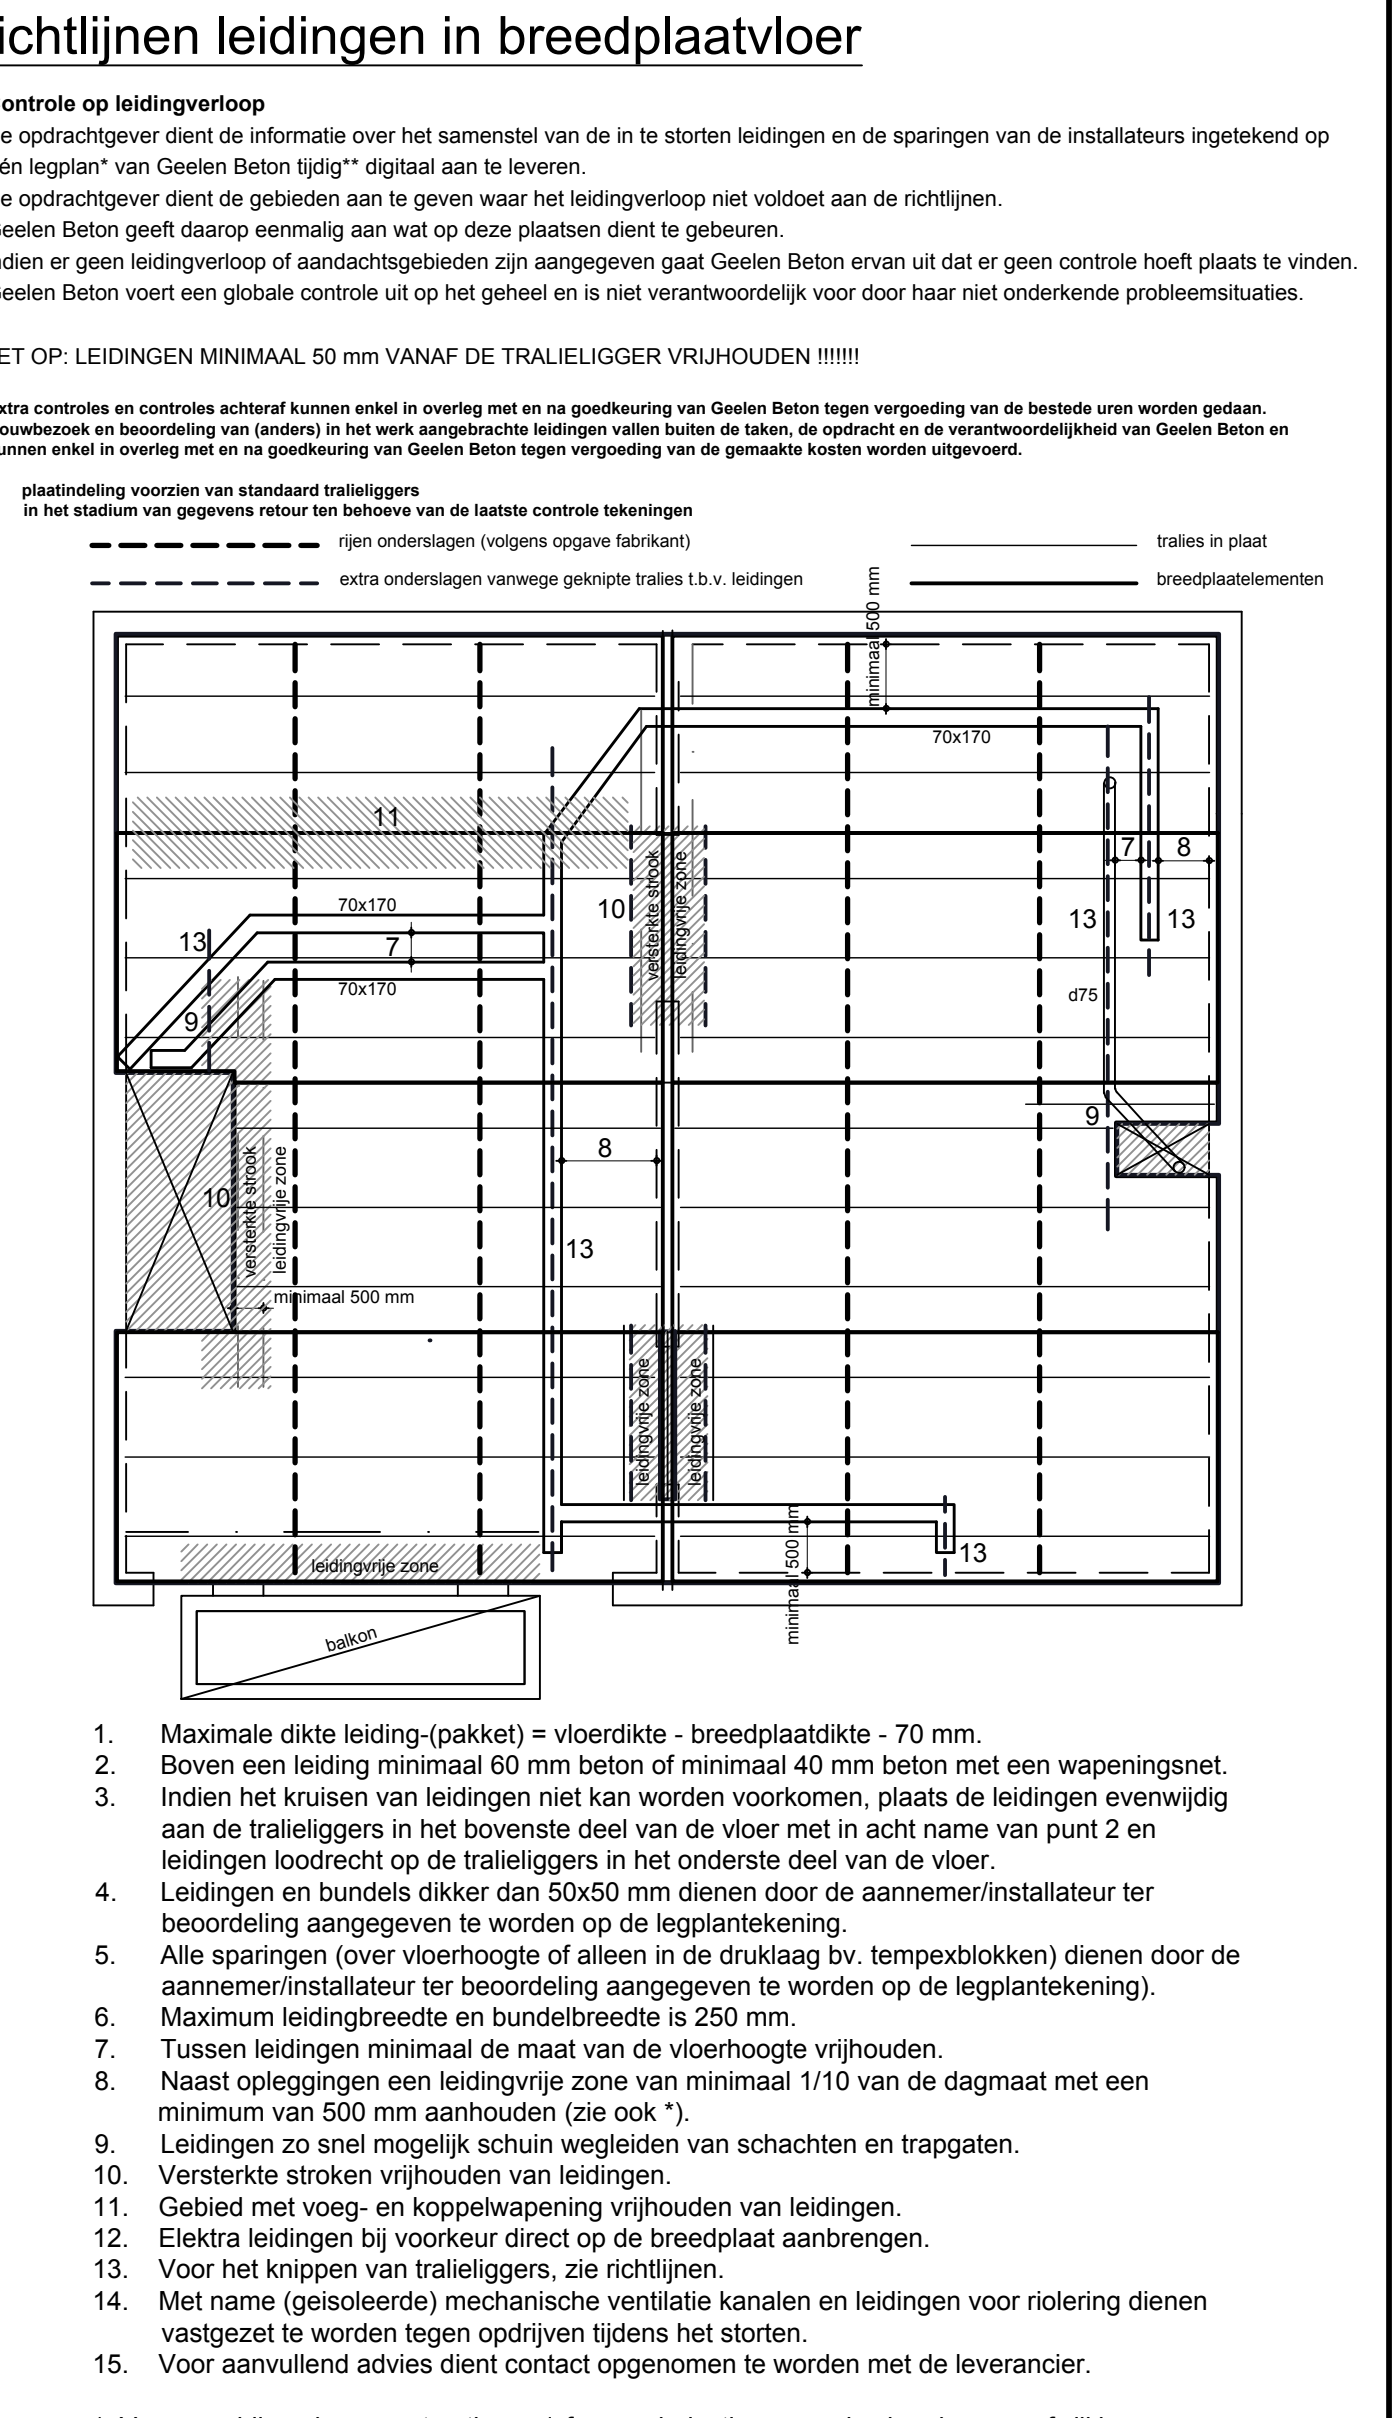 ichtlijnen leidingen in breedplaatvloer
ontrole op leidingverloop
e opdrachtgever dient de informatie over het samenstel van de in te storten leidingen en de sparingen van de installateurs ingetekend op
én legplan* van Geelen Beton tijdig** digitaal aan te leveren.
e opdrachtgever dient de gebieden aan te geven waar het leidingverloop niet voldoet aan de richtlijnen.
eelen Beton geeft daarop eenmalig aan wat op deze plaatsen dient te gebeuren.
ndien er geen leidingverloop of aandachtsgebieden zijn aangegeven gaat Geelen Beton ervan uit dat er geen controle hoeft plaats te vinden.
eelen Beton voert een globale controle uit op het geheel en is niet verantwoordelijk voor door haar niet onderkende probleemsituaties.
ET OP: LEIDINGEN MINIMAAL 50 mm VANAF DE TRALIELIGGER VRIJHOUDEN !!!!!!!
xtra controles en controles achteraf kunnen enkel in overleg met en na goedkeuring van Geelen Beton tegen vergoeding van de bestede uren worden gedaan.
ouwbezoek en beoordeling van (anders) in het werk aangebrachte leidingen vallen buiten de taken, de opdracht en de verantwoordelijkheid van Geelen Beton en
unnen enkel in overleg met en na goedkeuring van Geelen Beton tegen vergoeding van de gemaakte kosten worden uitgevoerd.
plaatindeling voorzien van standaard tralieliggers
in het stadium van gegevens retour ten behoeve van de laatste controle tekeningen
rijen onderslagen (volgens opgave fabrikant)
tralies in plaat
extra onderslagen vanwege geknipte tralies t.b.v. leidingen
breedplaatelementen
minimaal 500 mm
70x170
11
7
8
versterkte strook
leidingvrije zone
70x170
10
13
13
13
7
70x170
d75
9
9
8
10
versterkte strook
leidingvrije zone
13
minimaal 500 mm
leidingvrije zone
leidingvrije zone
minimaal 500 mm
13
leidingvrije zone
balkon
1. Maximale dikte leiding-(pakket) = vloerdikte - breedplaatdikte - 70 mm.
2. Boven een leiding minimaal 60 mm beton of minimaal 40 mm beton met een wapeningsnet.
3. Indien het kruisen van leidingen niet kan worden voorkomen, plaats de leidingen evenwijdig
aan de tralieliggers in het bovenste deel van de vloer met in acht name van punt 2 en
leidingen loodrecht op de tralieliggers in het onderste deel van de vloer.
4. Leidingen en bundels dikker dan 50x50 mm dienen door de aannemer/installateur ter
beoordeling aangegeven te worden op de legplantekening.
5. Alle sparingen (over vloerhoogte of alleen in de druklaag bv. tempexblokken) dienen door de
aannemer/installateur ter beoordeling aangegeven te worden op de legplantekening).
6. Maximum leidingbreedte en bundelbreedte is 250 mm.
7. Tussen leidingen minimaal de maat van de vloerhoogte vrijhouden.
8. Naast opleggingen een leidingvrije zone van minimaal 1/10 van de dagmaat met een
minimum van 500 mm aanhouden (zie ook *).
9. Leidingen zo snel mogelijk schuin wegleiden van schachten en trapgaten.
10. Versterkte stroken vrijhouden van leidingen.
11. Gebied met voeg- en koppelwapening vrijhouden van leidingen.
12. Elektra leidingen bij voorkeur direct op de breedplaat aanbrengen.
13. Voor het knippen van tralieliggers, zie richtlijnen.
14. Met name (geisoleerde) mechanische ventilatie kanalen en leidingen voor riolering dienen
vastgezet te worden tegen opdrijven tijdens het storten.
15. Voor aanvullend advies dient contact opgenomen te worden met de leverancier.